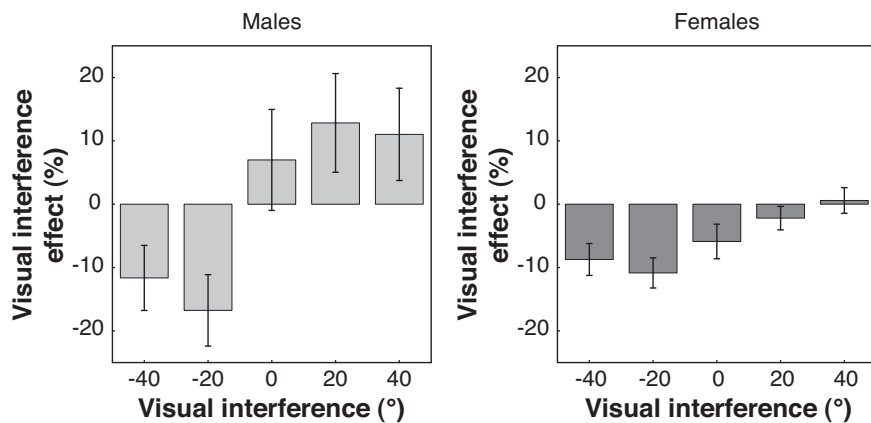 Males
Visual interference
effect (%)
20
10
0
-10
-20
-40 -20 0 20 40
Visual interference (°)
Females
Visual interference
effect (%)
20
10
0
-10
-20
-40 -20 0 20 40
Visual interference (°)